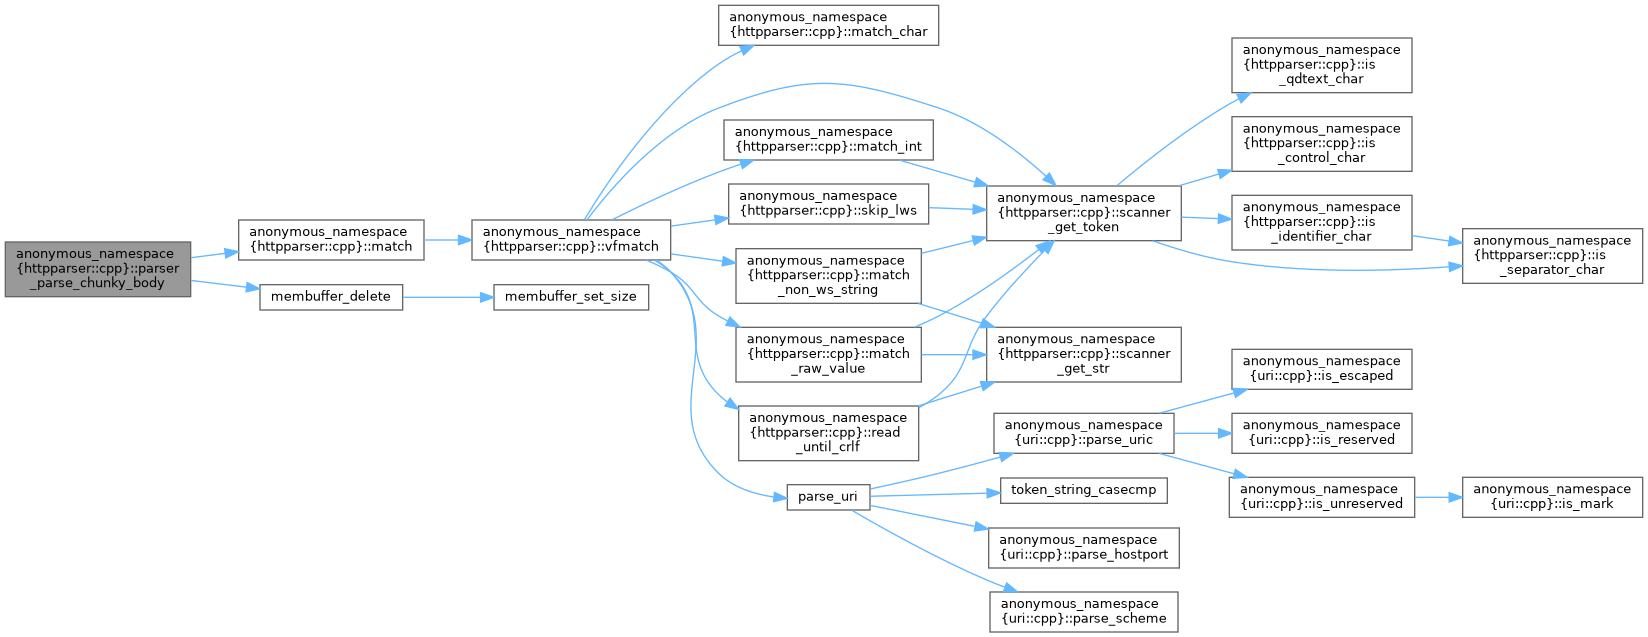 anonymous_namespace
{httpparser::cpp}::parser
_parse_chunky_body
anonymous_namespace
{httpparser::cpp}::match
membuffer_delete
anonymous_namespace
{httpparser::cpp}::vfmatch
membuffer_set_size
anonymous_namespace
{httpparser::cpp}::match_char
anonymous_namespace
{httpparser::cpp}::match_int
anonymous_namespace
{httpparser::cpp}::skip_lws
anonymous_namespace
{httpparser::cpp}::match
_non_ws_string
anonymous_namespace
{httpparser::cpp}::match
_raw_value
anonymous_namespace
{httpparser::cpp}::read
_until_crlf
parse_uri
anonymous_namespace
{httpparser::cpp}::scanner
_get_token
anonymous_namespace
{httpparser::cpp}::scanner
_get_str
anonymous_namespace
{uri::cpp}::parse_uric
token_string_casecmp
anonymous_namespace
{uri::cpp}::parse_hostport
anonymous_namespace
{uri::cpp}::parse_scheme
anonymous_namespace
{httpparser::cpp}::is
_qdtext_char
anonymous_namespace
{httpparser::cpp}::is
_control_char
anonymous_namespace
{httpparser::cpp}::is
_identifier_char
anonymous_namespace
{httpparser::cpp}::is
_separator_char
anonymous_namespace
{uri::cpp}::is_escaped
anonymous_namespace
{uri::cpp}::is_reserved
anonymous_namespace
{uri::cpp}::is_unreserved
anonymous_namespace
{uri::cpp}::is_mark